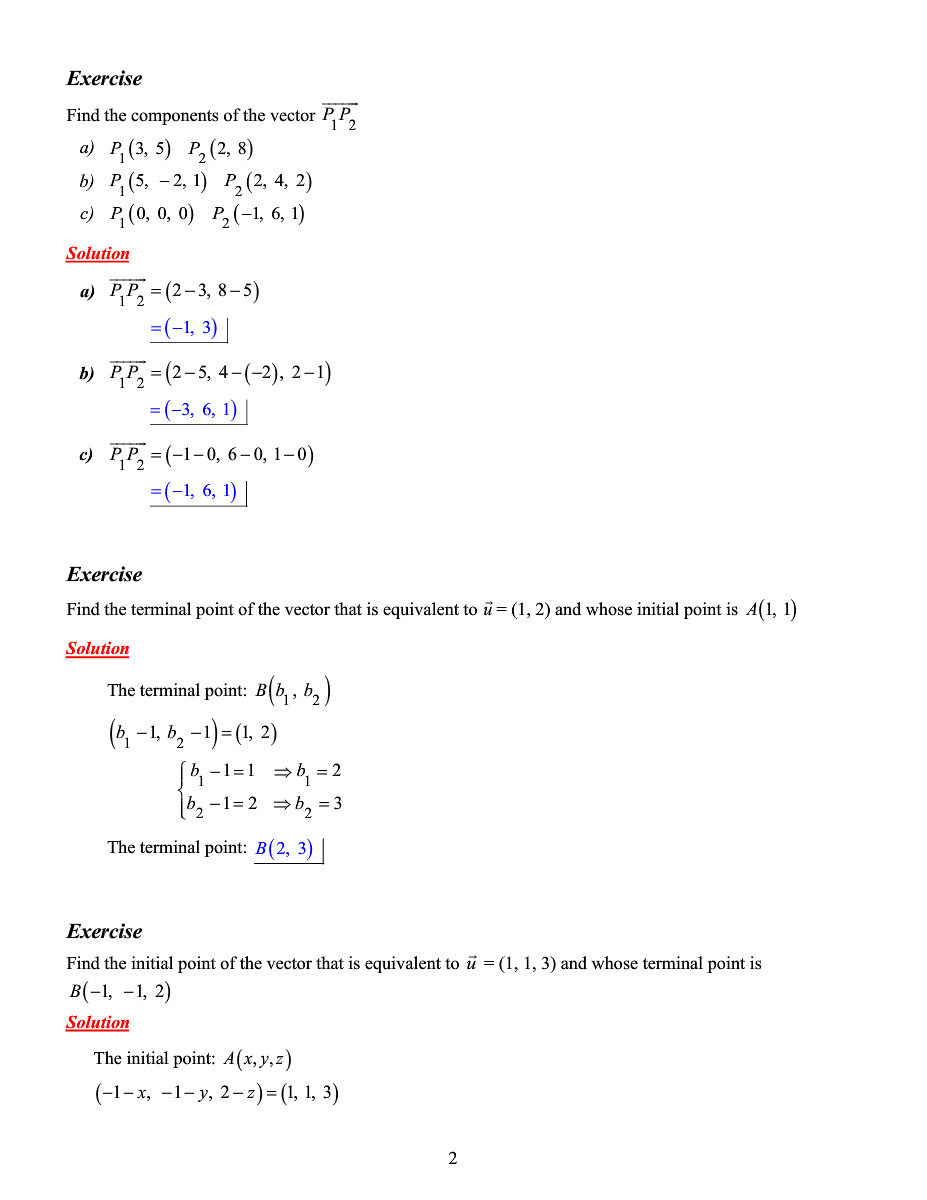 Exercise
Find the components of the vector $\overrightarrow{P_1P_2}$
a) $P_1(3, 5)$ $P_2(2, 8)$
b) $P_1(5, -2, 1)$ $P_2(2, 4, 2)$
c) $P_1(0, 0, 0)$ $P_2(-1, 6, 1)$
Solution
a) $\overrightarrow{P_1P_2} = (2-3, 8-5)$
$= (-1, 3)$
b) $\overrightarrow{P_1P_2} = (2-5, 4-(-2), 2-1)$
$= (-3, 6, 1)$
c) $\overrightarrow{P_1P_2} = (-1-0, 6-0, 1-0)$
$= (-1, 6, 1)$
Exercise
Find the terminal point of the vector that is equivalent to $\vec{u} = (1, 2)$ and whose initial point is $A(1, 1)$
Solution
The terminal point: $B(b_1, b_2)$
$(b_1 - 1, b_2 - 1) = (1, 2)$
$\begin{cases} b_1 - 1 = 1 \Rightarrow b_1 = 2 \\ b_2 - 1 = 2 \Rightarrow b_2 = 3 \end{cases}$
The terminal point: $B(2, 3)$
Exercise
Find the initial point of the vector that is equivalent to $\vec{u} = (1, 1, 3)$ and whose terminal point is
$B(-1, -1, 2)$
Solution
The initial point: $A(x, y, z)$
$(-1-x, -1-y, 2-z) = (1, 1, 3)$
2